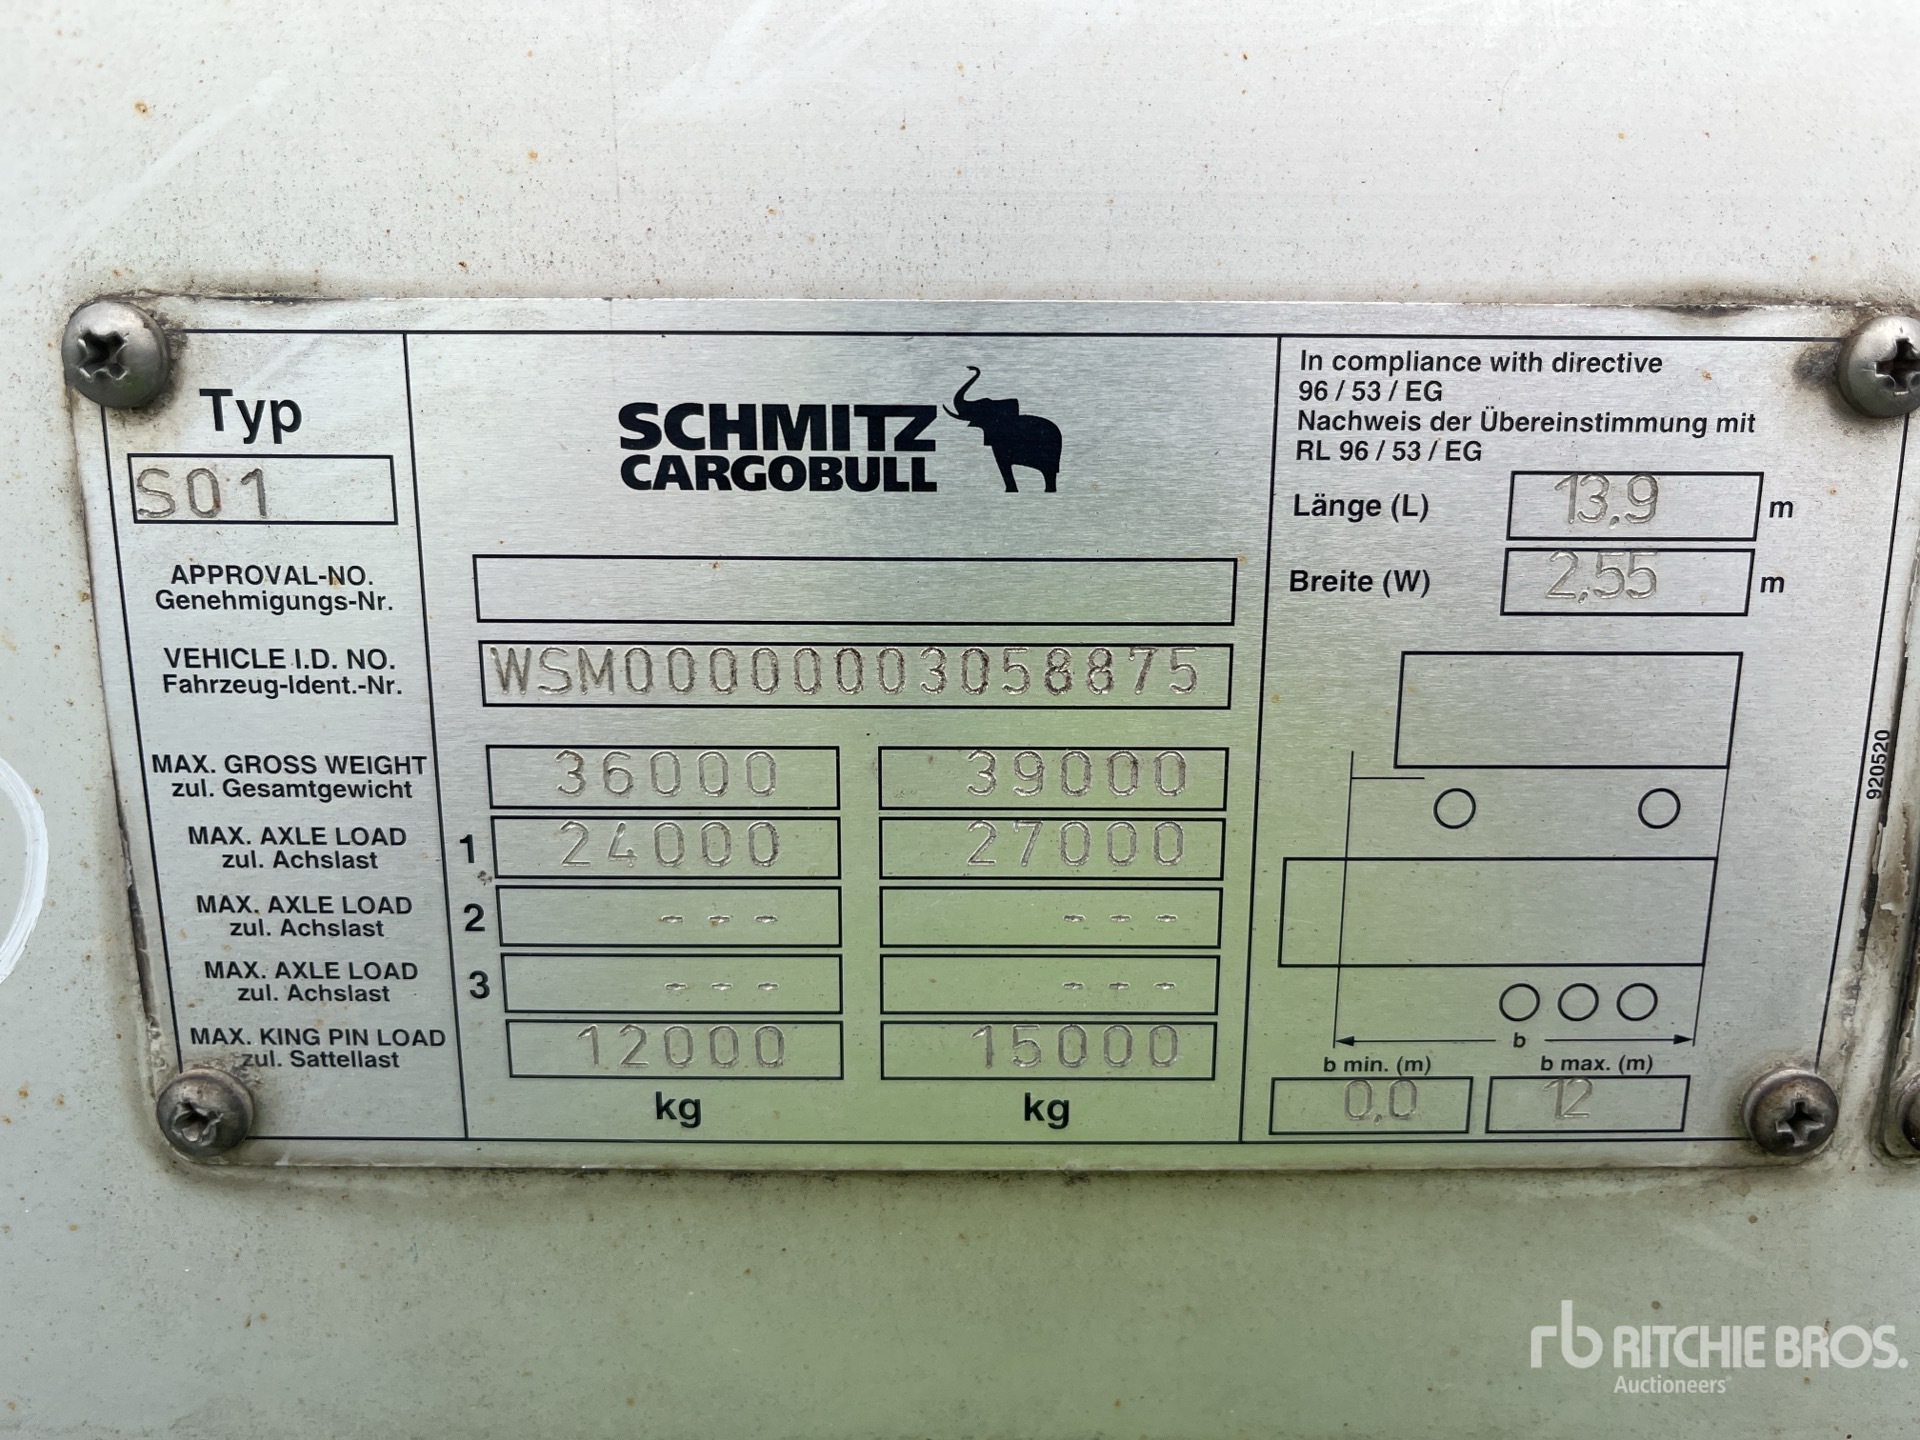 Typ
S01
SCHMITZ
CARGOBULL
In compliance with directive
96 / 53 / EG
Nachweis der Übereinstimmung mit
RL 96 / 53 / EG
Länge (L) 13,9 m
Breite (W) 2,55 m
APPROVAL-NO.
Genehmigungs-Nr.
VEHICLE I.D. NO.
Fahrzeug-Ident.-Nr.
WSM00000003058875
MAX. GROSS WEIGHT
zul. Gesamtgewicht
36000 39000
MAX. AXLE LOAD
zul. Achslast
1 24000 27000
MAX. AXLE LOAD
zul. Achslast
2 --- ---
MAX. AXLE LOAD
zul. Achslast
3 --- ---
MAX. KING PIN LOAD
zul. Sattellast
12000 15000
kg kg
b
b min. (m) b max. (m)
0,0 12
920520
rb RITCHIE BROS.
Auctioneers